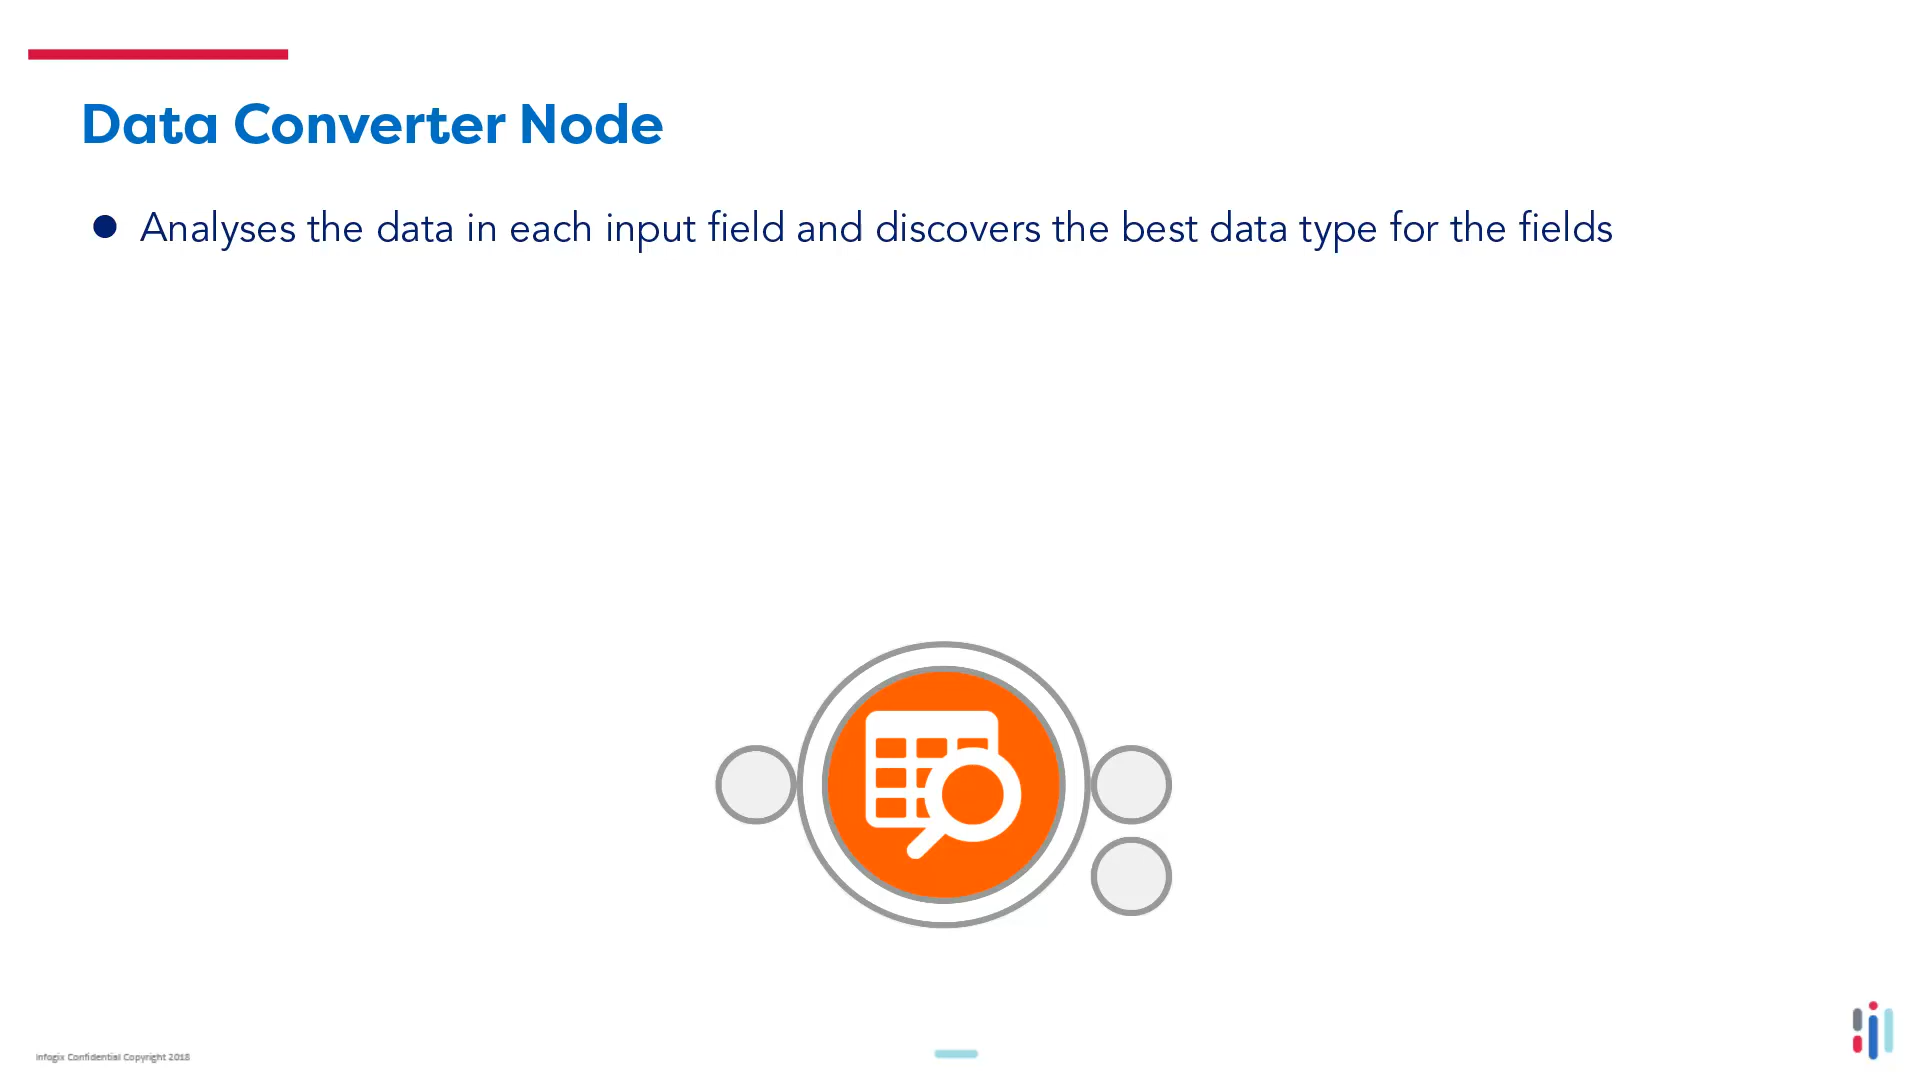 Data Converter Node
● Analyses the data in each input field and discovers the best data type for the fields
Infogix Confidential Copyright 2018